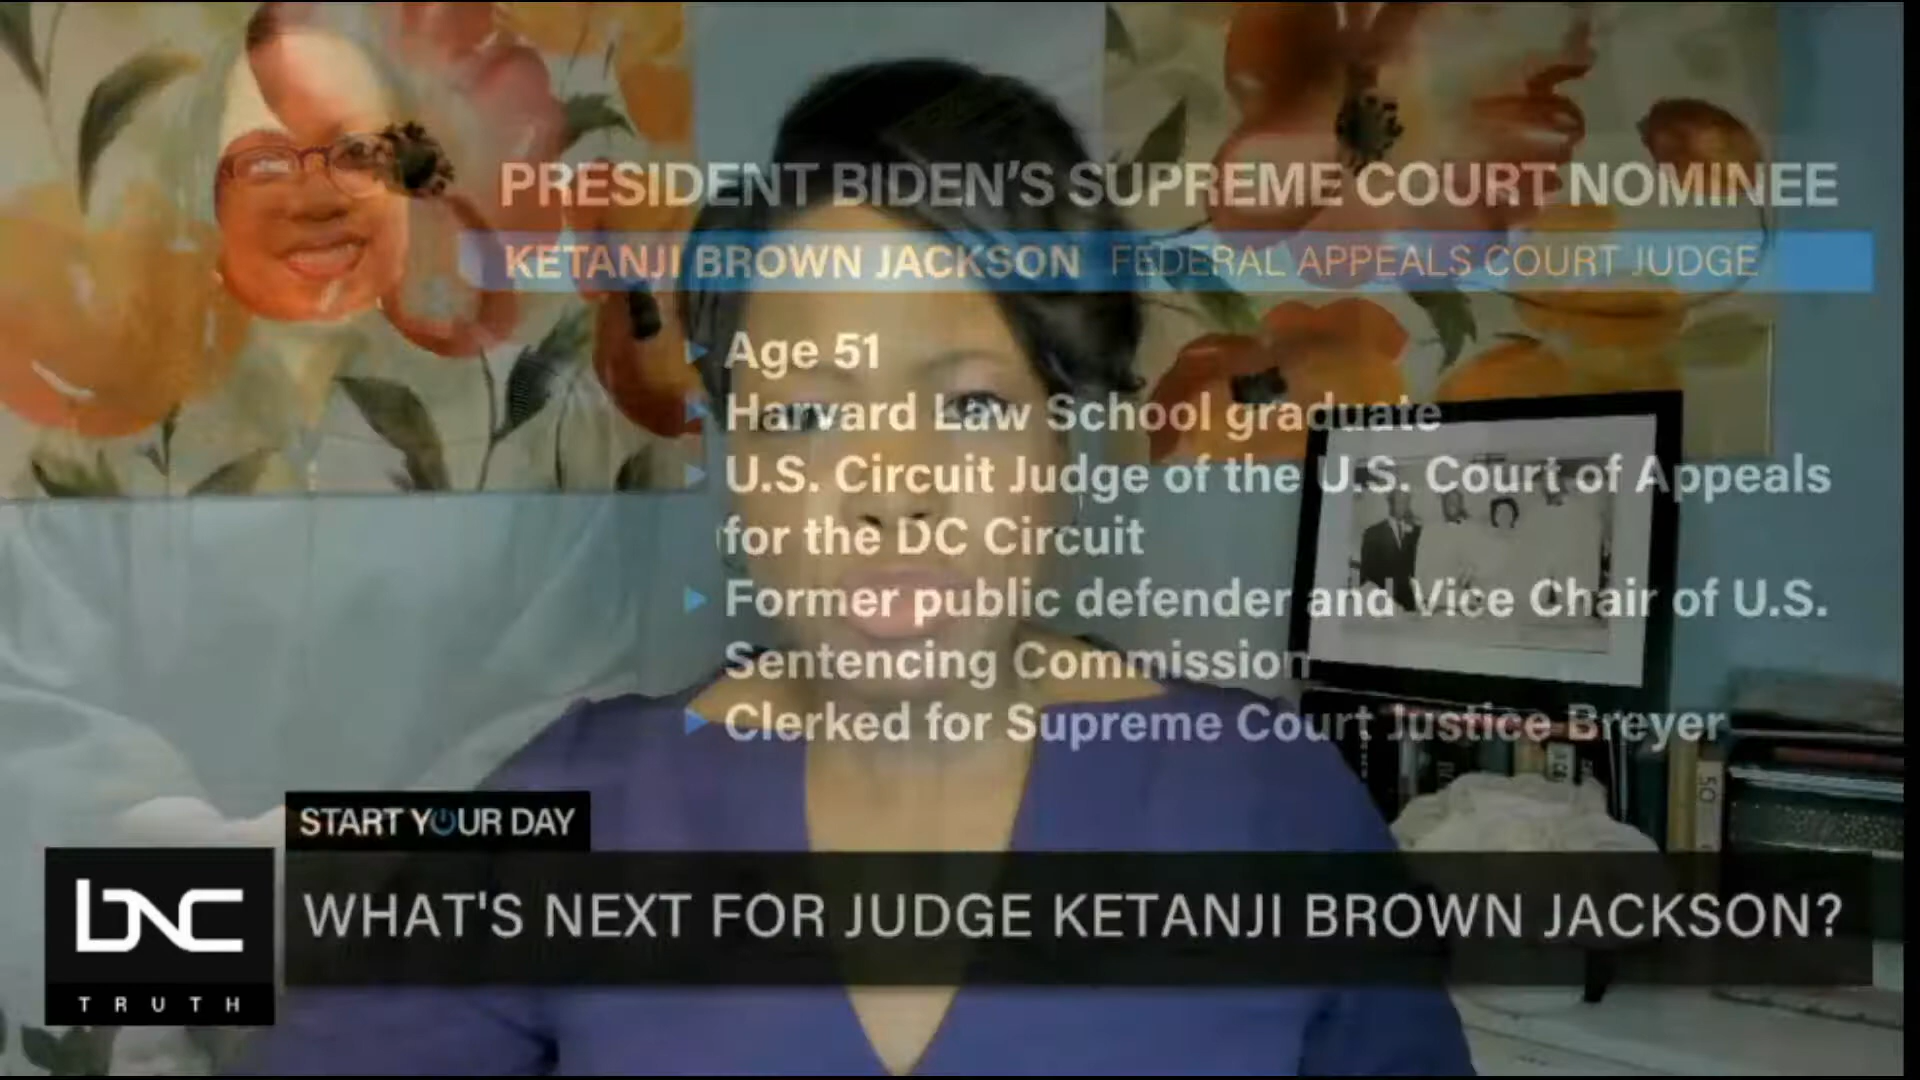 PRESIDENT BIDEN'S SUPREME COURT NOMINEE
KETANJI BROWN JACKSON FEDERAL APPEALS COURT JUDGE
Age 51
Harvard Law School graduate
U.S. Circuit Judge of the U.S. Court of Appeals
for the DC Circuit
Former public defender and Vice Chair of U.S.
Sentencing Commission
Clerked for Supreme Court Justice Breyer
START YOUR DAY
WHAT'S NEXT FOR JUDGE KETANJI BROWN JACKSON?
bNC
TRUTH